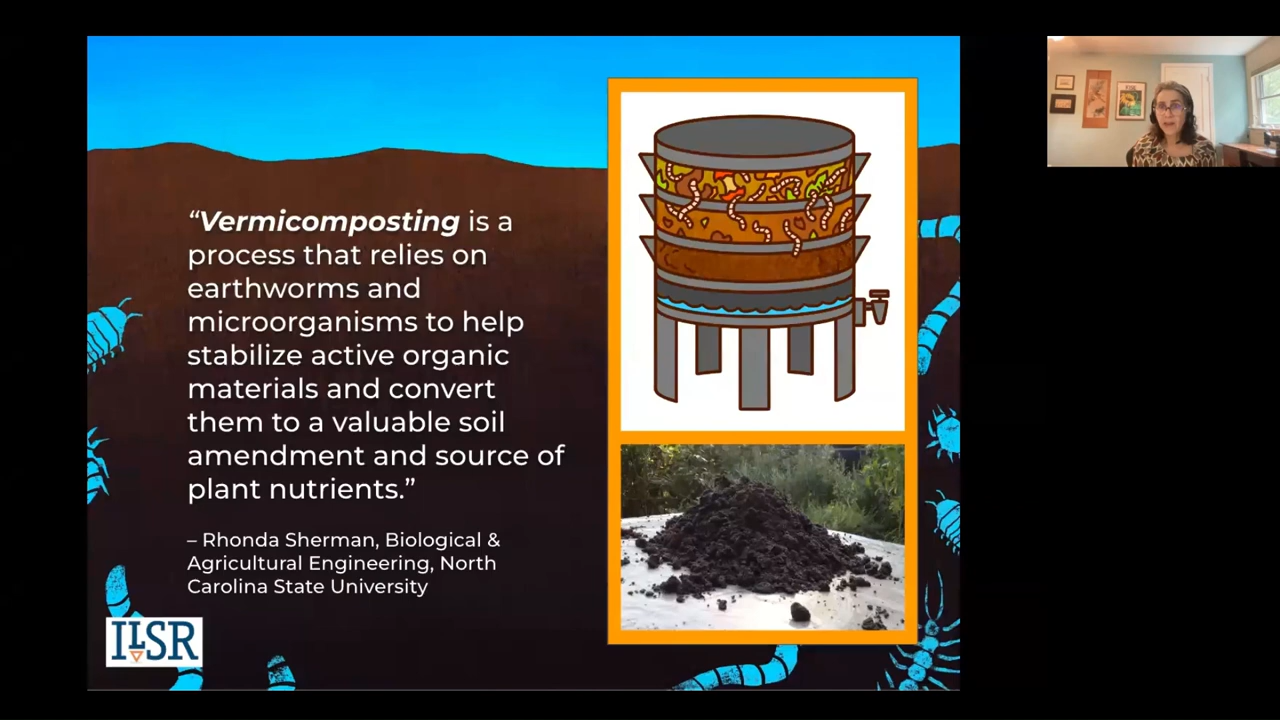 “Vermicomposting is a
process that relies on
earthworms and
microorganisms to help
stabilize active organic
materials and convert
them to a valuable soil
amendment and source of
plant nutrients.”
– Rhonda Sherman, Biological &
Agricultural Engineering, North
Carolina State University
ILSR